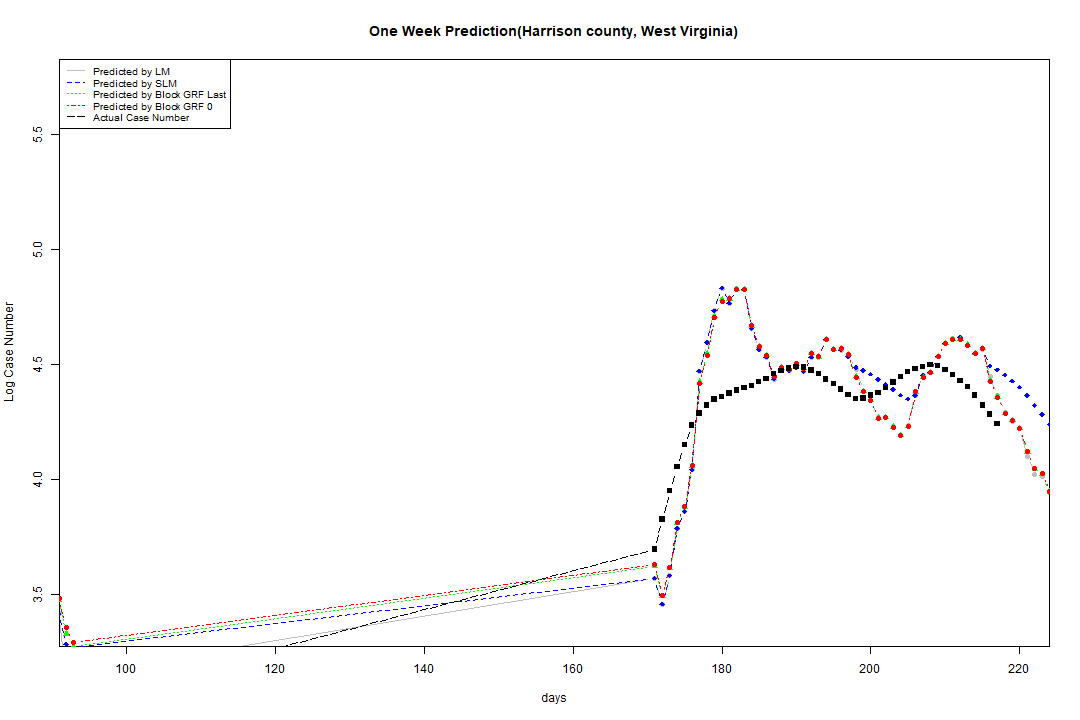 One Week Prediction(Harrison county, West Virginia)
Predicted by LM
Predicted by SLM
Predicted by Block GRF Last
Predicted by Block GRF 0
Actual Case Number
5.5
5.0
4.5
4.0
3.5
Log Case Number
100 120 140 160 180 200 220
days